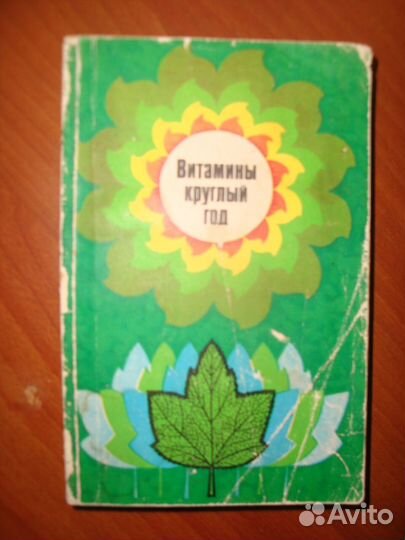 Витамины
круглый
год
Avito